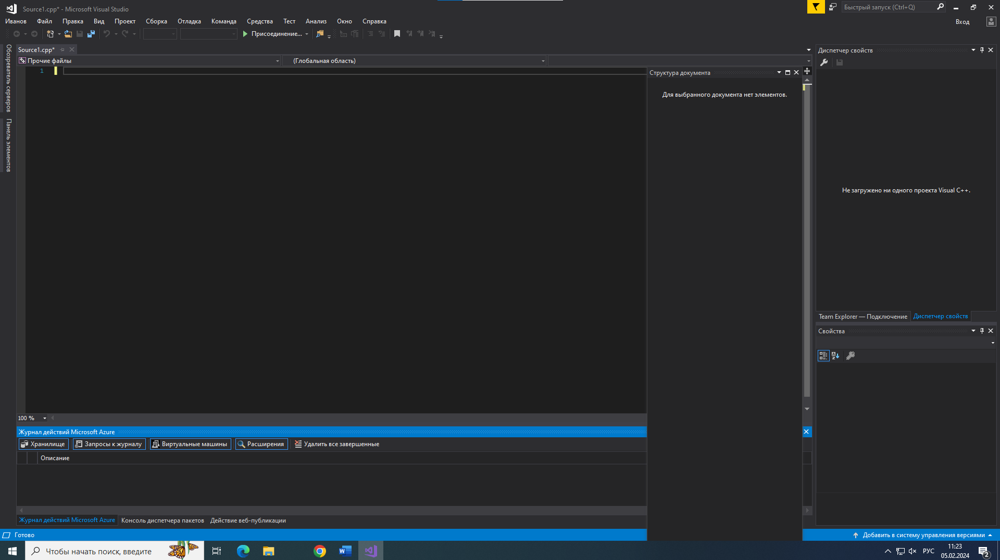 Source1.cpp* - Microsoft Visual Studio
Быстрый запуск (Ctrl+Q)
Иванов Файл Правка Вид Проект Сборка Отладка Команда Средства Тест Анализ Окно Справка
Вход
Присоединение...
Обозреватель серверов
Панель элементов
Source1.cpp*
Прочие файлы
(Глобальная область)
1
Структура документа
Для выбранного документа нет элементов.
Диспетчер свойств
Не загружено ни одного проекта Visual C++.
Team Explorer — Подключение Диспетчер свойств
Свойства
100 %
Журнал действий Microsoft Azure
Хранилище Запросы к журналу Виртуальные машины Расширения Удалить все завершенные
Описание
Журнал действий Microsoft Azure Консоль диспетчера пакетов Действие веб-публикации
Готово
Добавить в систему управления версиями
Чтобы начать поиск, введите
РУС
11:23
05.02.2024
2